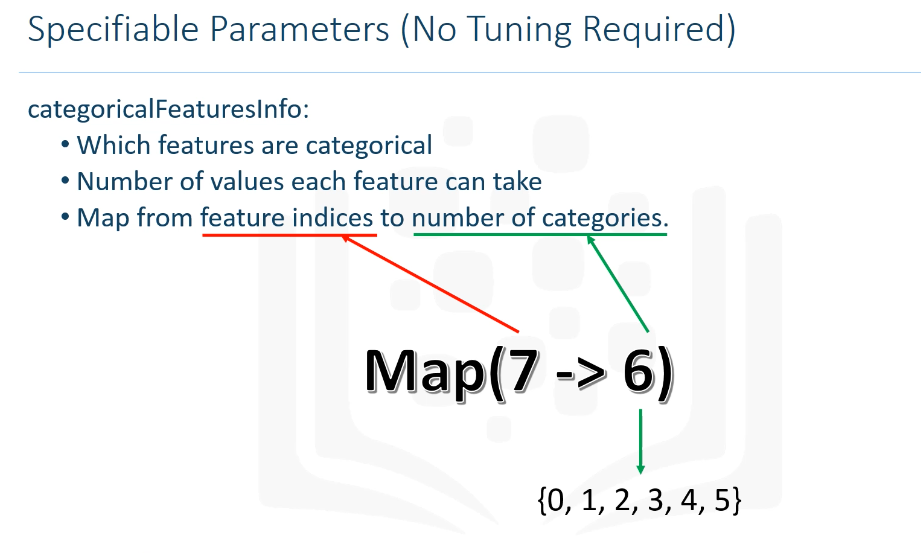 Specifiable Parameters (No Tuning Required)
categoricalFeaturesInfo:
• Which features are categorical
• Number of values each feature can take
• Map from feature indices to number of categories.
Map(7 -> 6)
{0, 1, 2, 3, 4, 5}